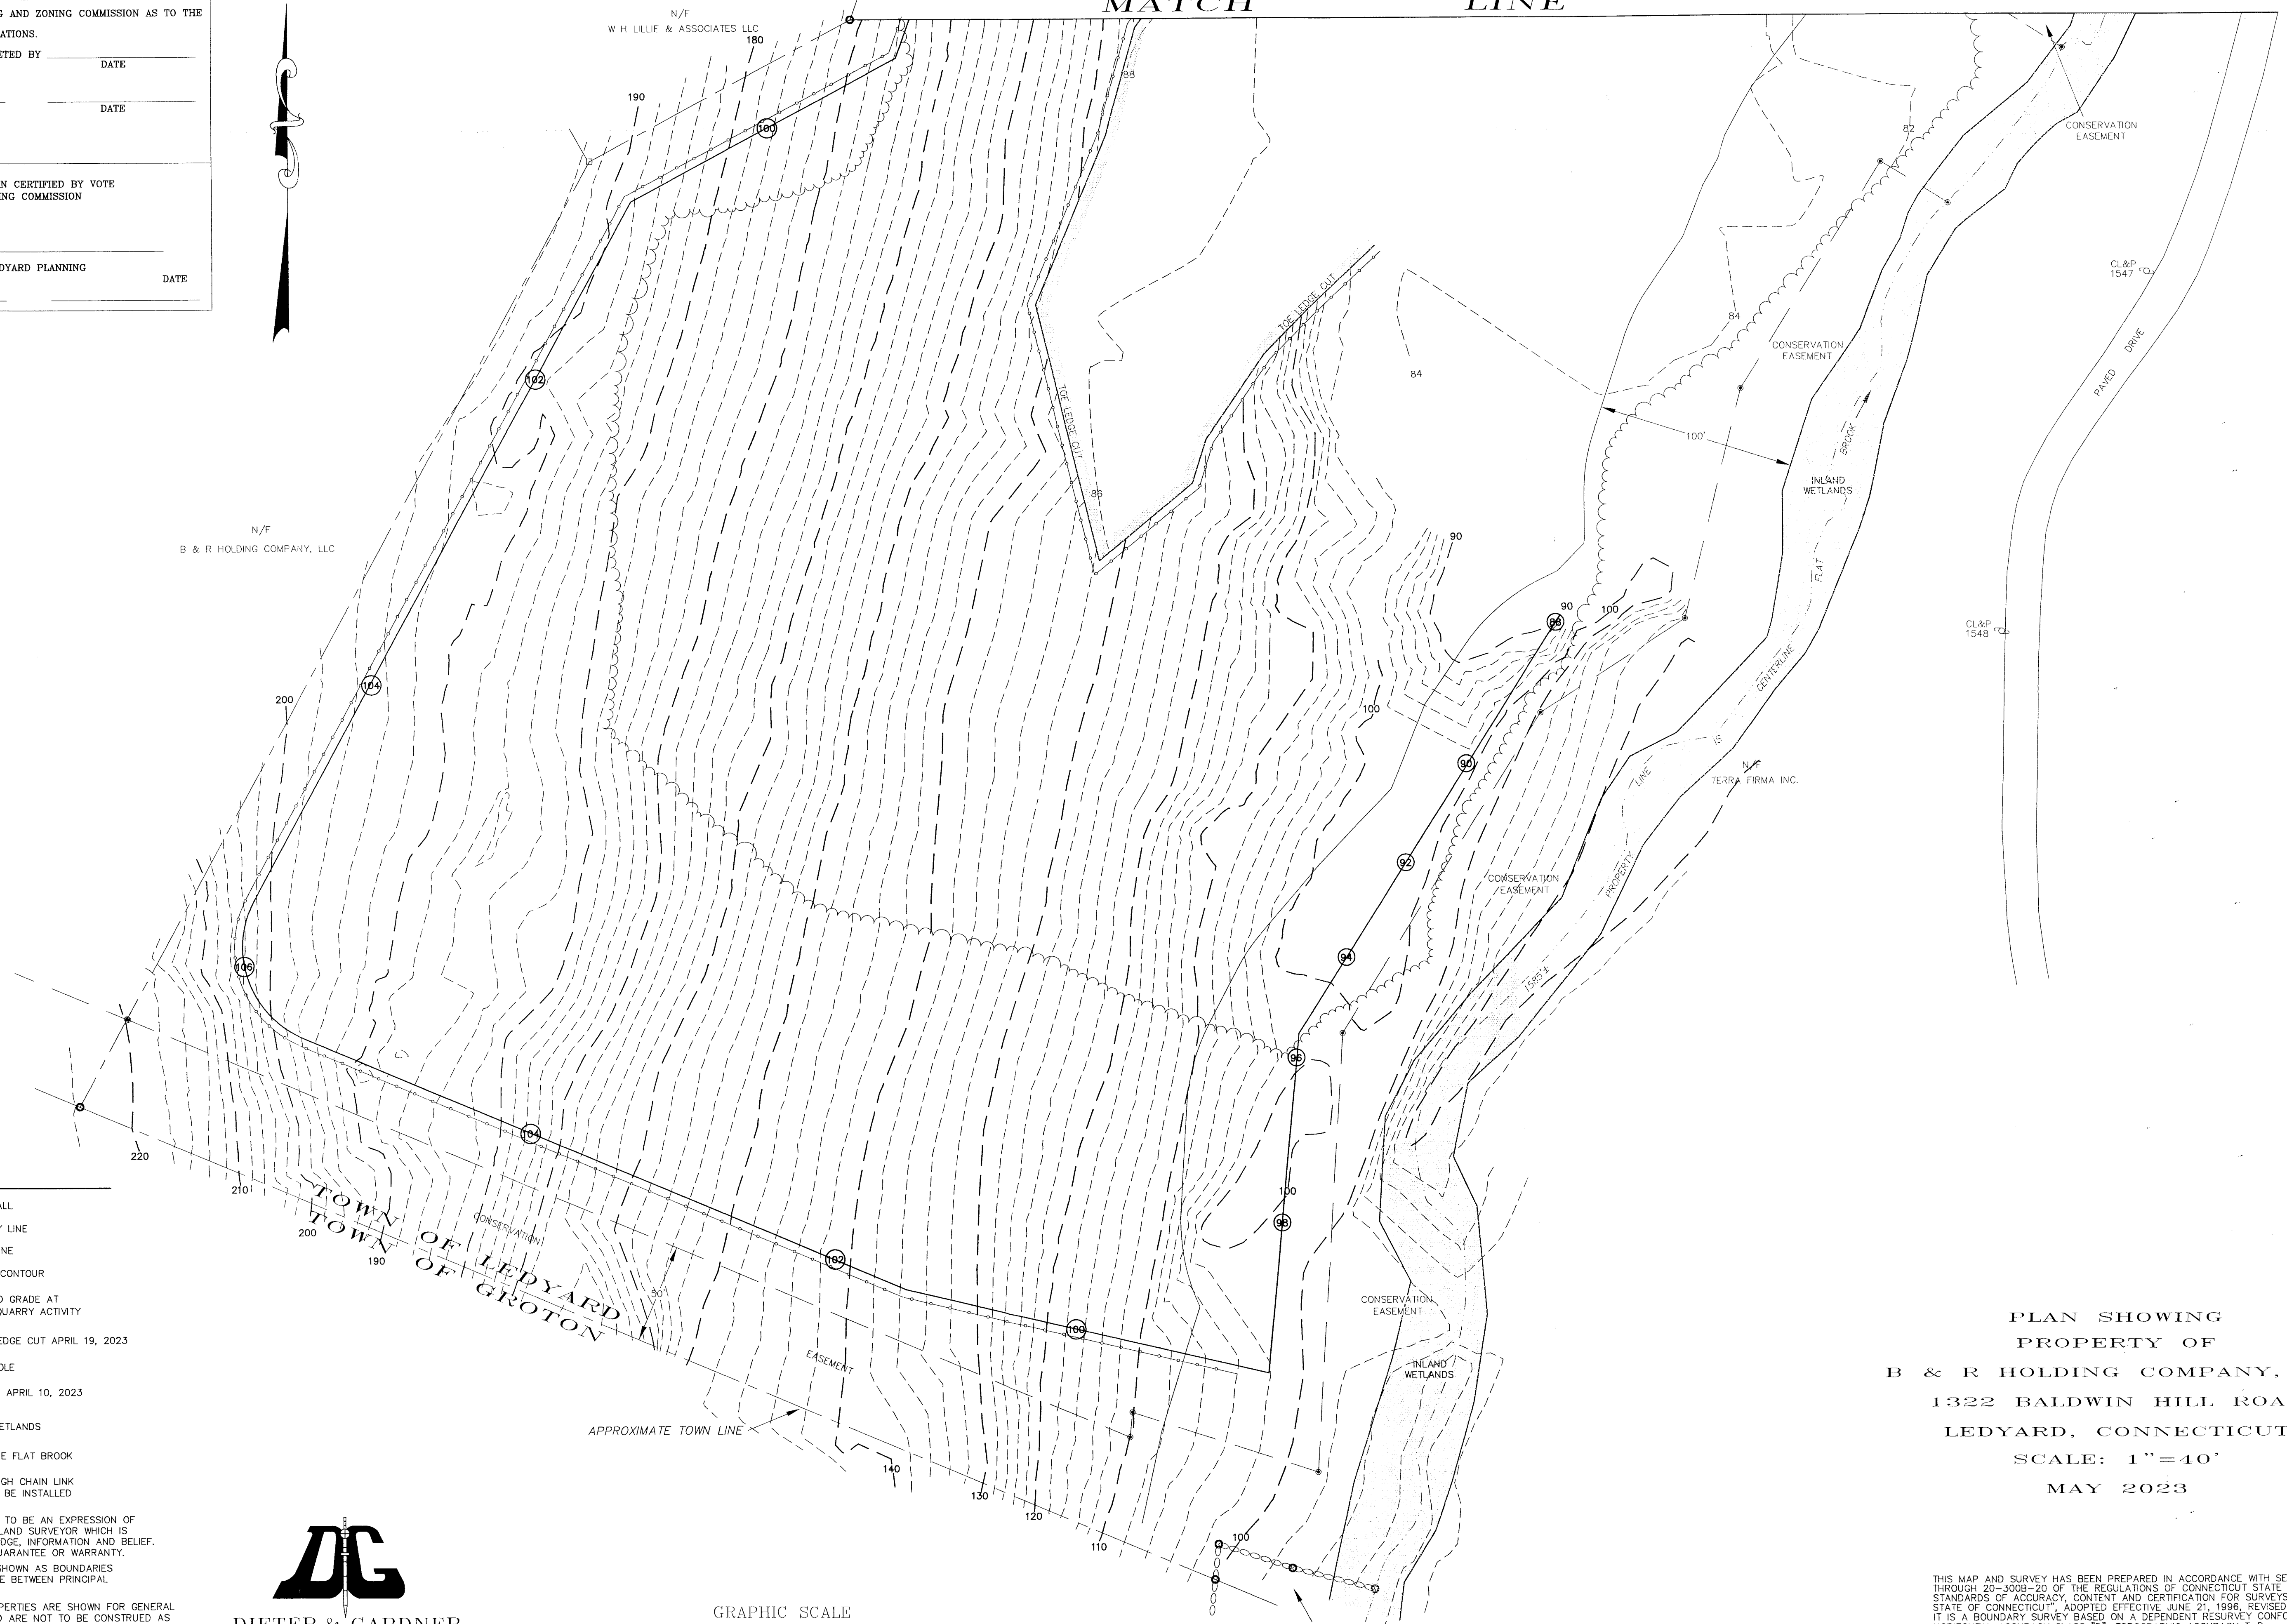 G AND ZONING COMMISSION AS TO THE
ATIONS.
ETED BY
DATE
DATE
N CERTIFIED BY VOTE
ING COMMISSION
DYARD PLANNING
DATE
MATCH LINE
N/F
W H LILLIE & ASSOCIATES LLC
180
190
100
88
82
CONSERVATION
EASEMENT
CL&P
1547
PAVED DRIVE
84
CONSERVATION
EASEMENT
TOE LEDGE CUT
84
102
TOE LEDGE CUT
100'
BROOK
INLAND
WETLANDS
86
N/F
B & R HOLDING COMPANY, LLC
90
FLAT
90
88
100
CL&P
1548
CENTERLINE
104
200
100
IS
90
LINE
N/F
TERRA FIRMA INC.
92
CONSERVATION
EASEMENT
PROPERTY
94
106
1585'±
96
104
220
210
TOWN OF LEDYARD
TOWN OF GROTON
200
190
CONSERVATION
100
98
102
50'
CONSERVATION
EASEMENT
100
EASEMENT
INLAND
WETLANDS
APPROXIMATE TOWN LINE
140
130
120
110
100
ALL
Y LINE
NE
CONTOUR
D GRADE AT
QUARRY ACTIVITY
EDGE CUT APRIL 19, 2023
OLE
APRIL 10, 2023
ETLANDS
E FLAT BROOK
GH CHAIN LINK
BE INSTALLED
TO BE AN EXPRESSION OF
LAND SURVEYOR WHICH IS
DGE, INFORMATION AND BELIEF.
UARANTEE OR WARRANTY.
SHOWN AS BOUNDARIES
E BETWEEN PRINCIPAL
PERTIES ARE SHOWN FOR GENERAL
D ARE NOT TO BE CONSTRUED AS
DG
DIETER & GARDNER
GRAPHIC SCALE
PLAN SHOWING
PROPERTY OF
B & R HOLDING COMPANY,
1322 BALDWIN HILL ROA
LEDYARD, CONNECTICUT
SCALE: 1"=40'
MAY 2023
THIS MAP AND SURVEY HAS BEEN PREPARED IN ACCORDANCE WITH SE
THROUGH 20-300B-20 OF THE REGULATIONS OF CONNECTICUT STATE
STANDARDS OF ACCURACY, CONTENT AND CERTIFICATION FOR SURVEYS
STATE OF CONNECTICUT", ADOPTED EFFECTIVE JUNE 21, 1996, REVISED
IT IS A BOUNDARY SURVEY BASED ON A DEPENDENT RESURVEY CONFO